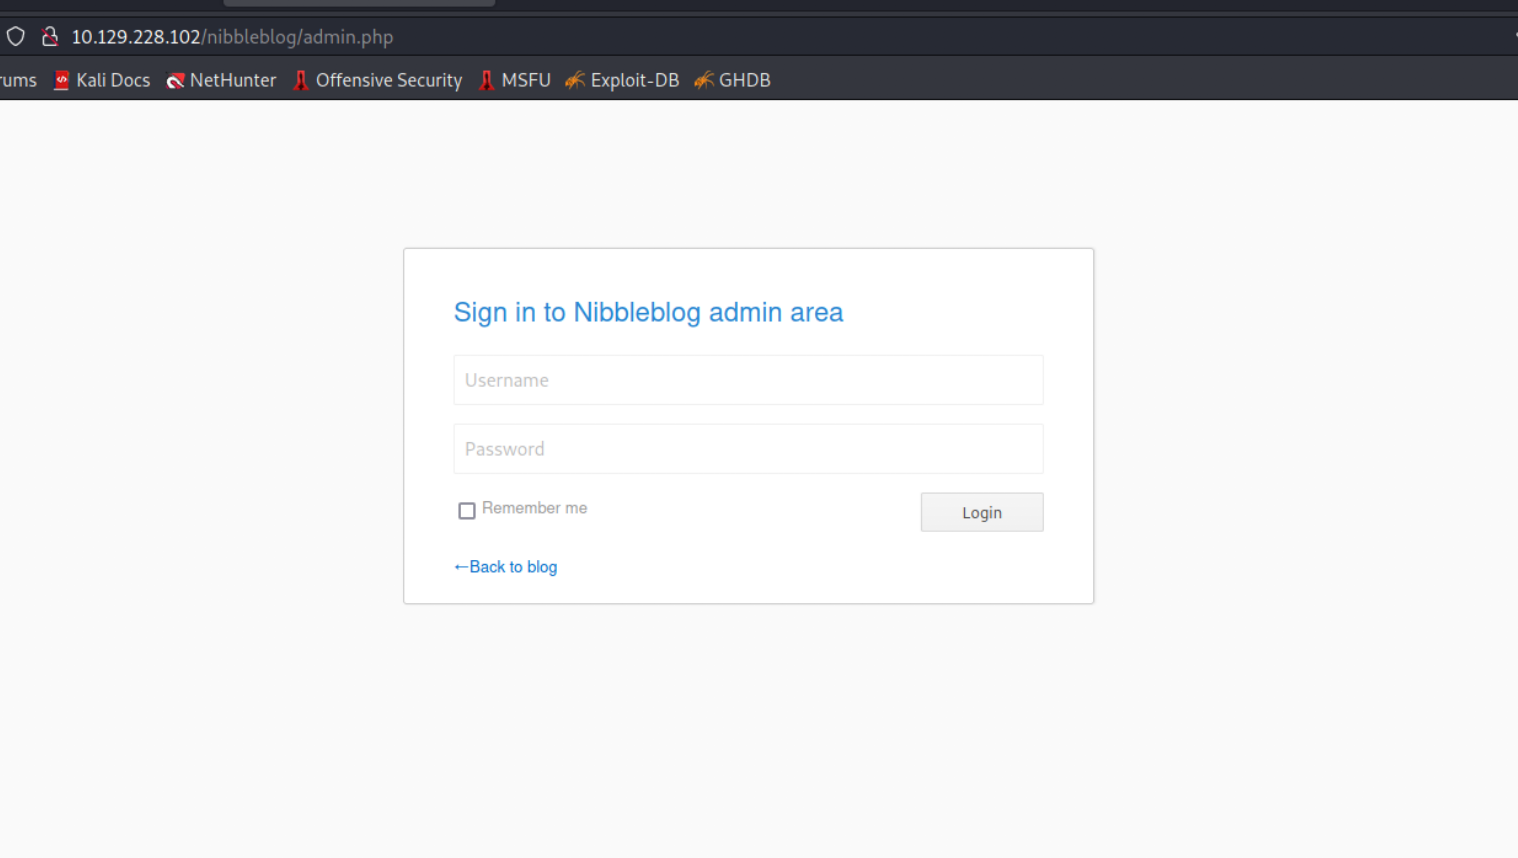 10.129.228.102/nibbleblog/admin.php
rums Kali Docs NetHunter Offensive Security MSFU Exploit-DB GHDB
Sign in to Nibbleblog admin area
Username
Password
Remember me
Login
←Back to blog